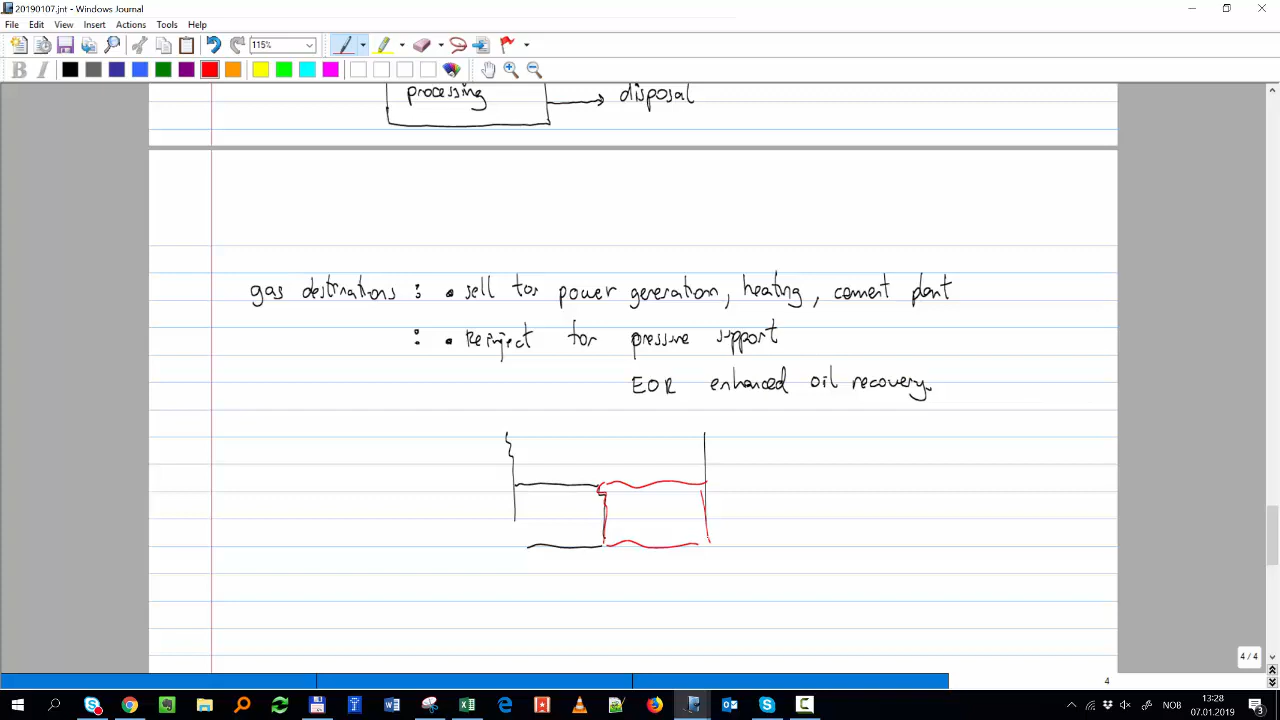 20190107.jnt - Windows Journal
File Edit View Insert Actions Tools Help
115%
B I
processing
disposal
gas destinations : • sell for power generation, heating, cement plant
: • Reinject for pressure support
EOR enhanced oil recovery
4 / 4
4
NOB
13:28
07.01.2019
3